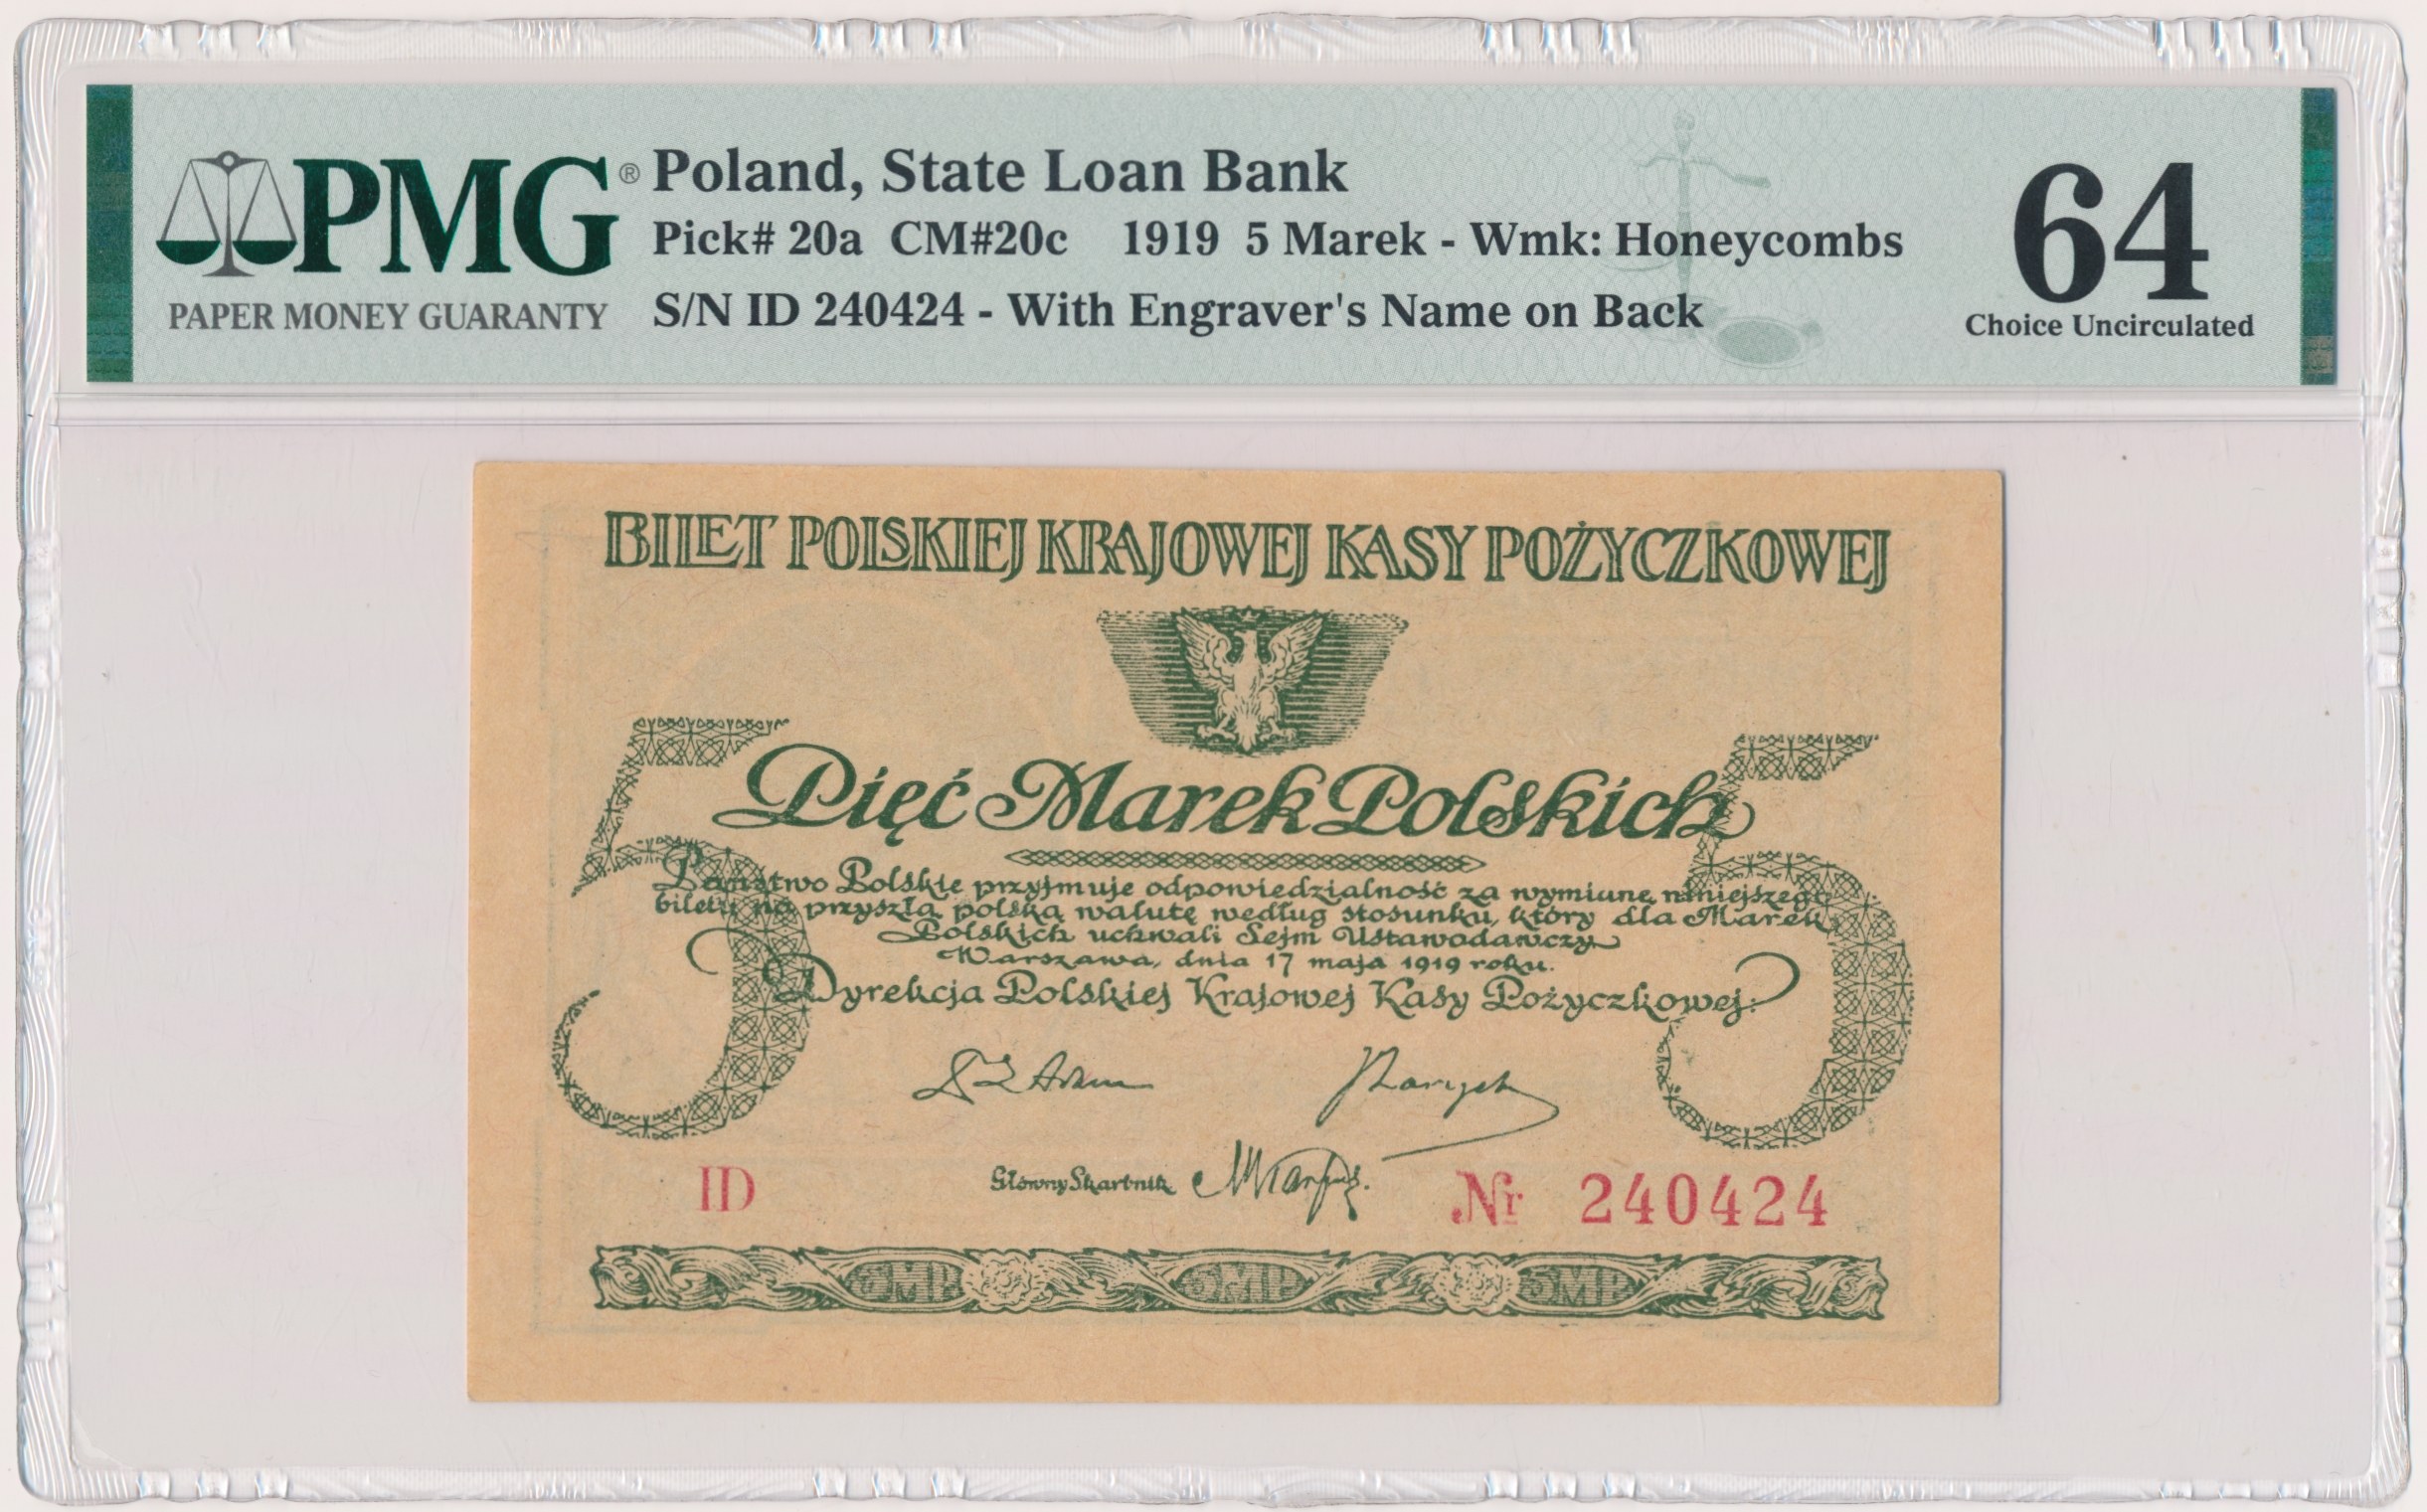 PMG®
PAPER MONEY GUARANTY
Poland, State Loan Bank
Pick# 20a CM#20c 1919 5 Marek - Wmk: Honeycombs
S/N ID 240424 - With Engraver's Name on Back
64
Choice Uncirculated
BILET POLSKIEJ KRAJOWEJ KASY POŻYCZKOWEJ
5 5
Pięć Marek Polskich
Państwo Polskie przyjmuje odpowiedzialność za wymianę niniejszego
biletu na przyszłą polską walutę według stosunku, który dla Marek
Polskich uchwali Sejm Ustawodawczy
Warszawa, dnia 17 maja 1919 roku.
Dyrekcja Polskiej Krajowej Kasy Pożyczkowej:
Główny Skarbnik
ID Nr 240424
5MP 5MP 5MP